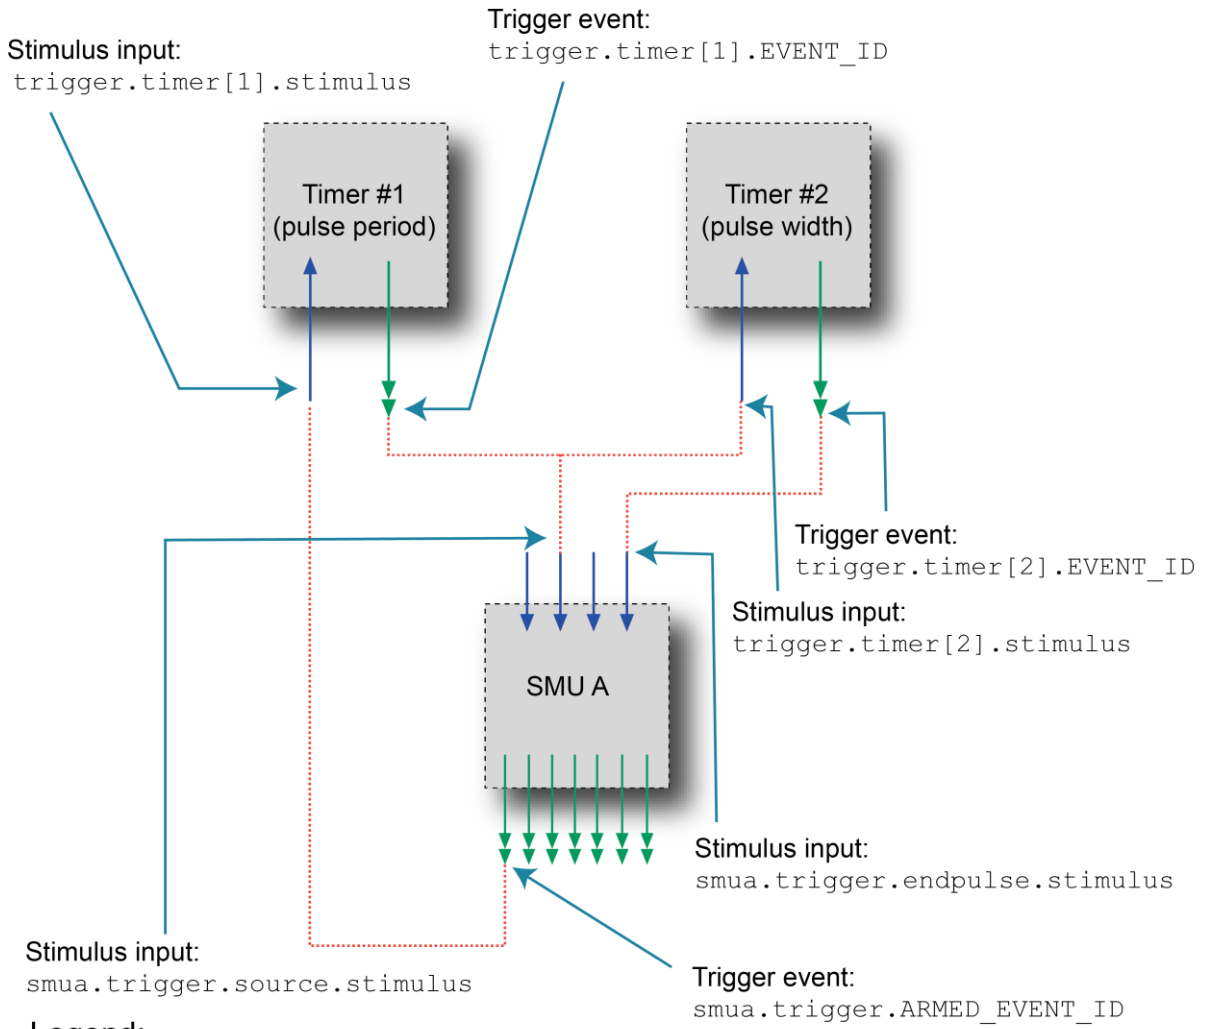 Trigger event:
trigger.timer[1].EVENT_ID
Stimulus input:
trigger.timer[1].stimulus
Timer #1
(pulse period)
Timer #2
(pulse width)
Trigger event:
trigger.timer[2].EVENT_ID
Stimulus input:
trigger.timer[2].stimulus
SMU A
Stimulus input:
smua.trigger.endpulse.stimulus
Stimulus input:
smua.trigger.source.stimulus
Trigger event:
smua.trigger.ARMED_EVENT_ID
Legend: